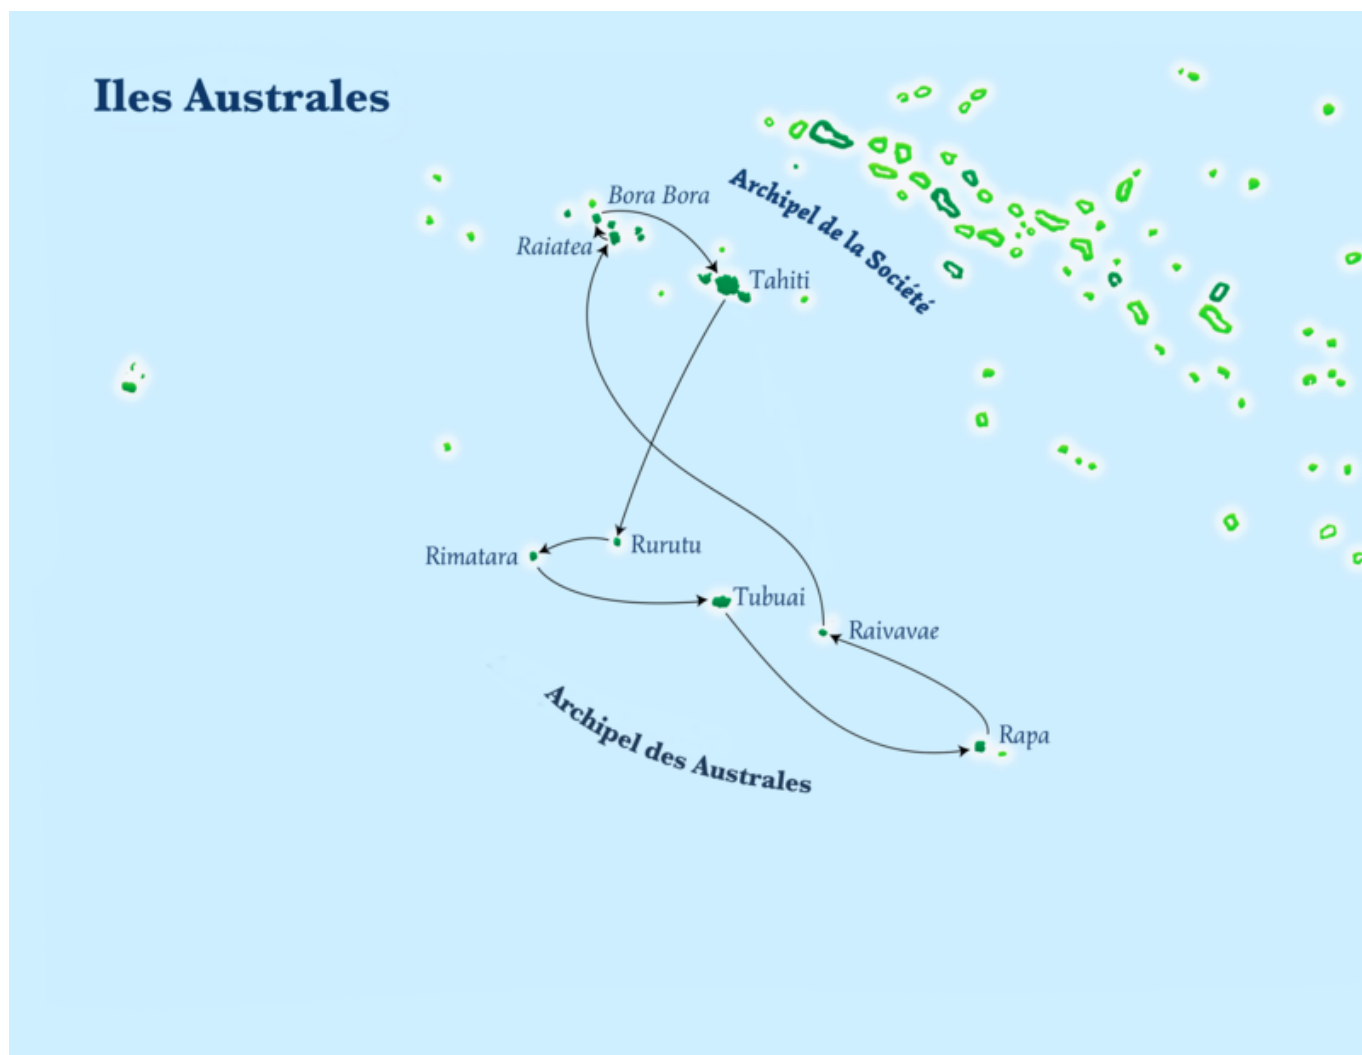 Iles Australes
Bora Bora
Archipel de la Société
Raiatea
Tahiti
Rurutu
Rimatara
Tubuai
Raivavae
Archipel des Australes
Rapa